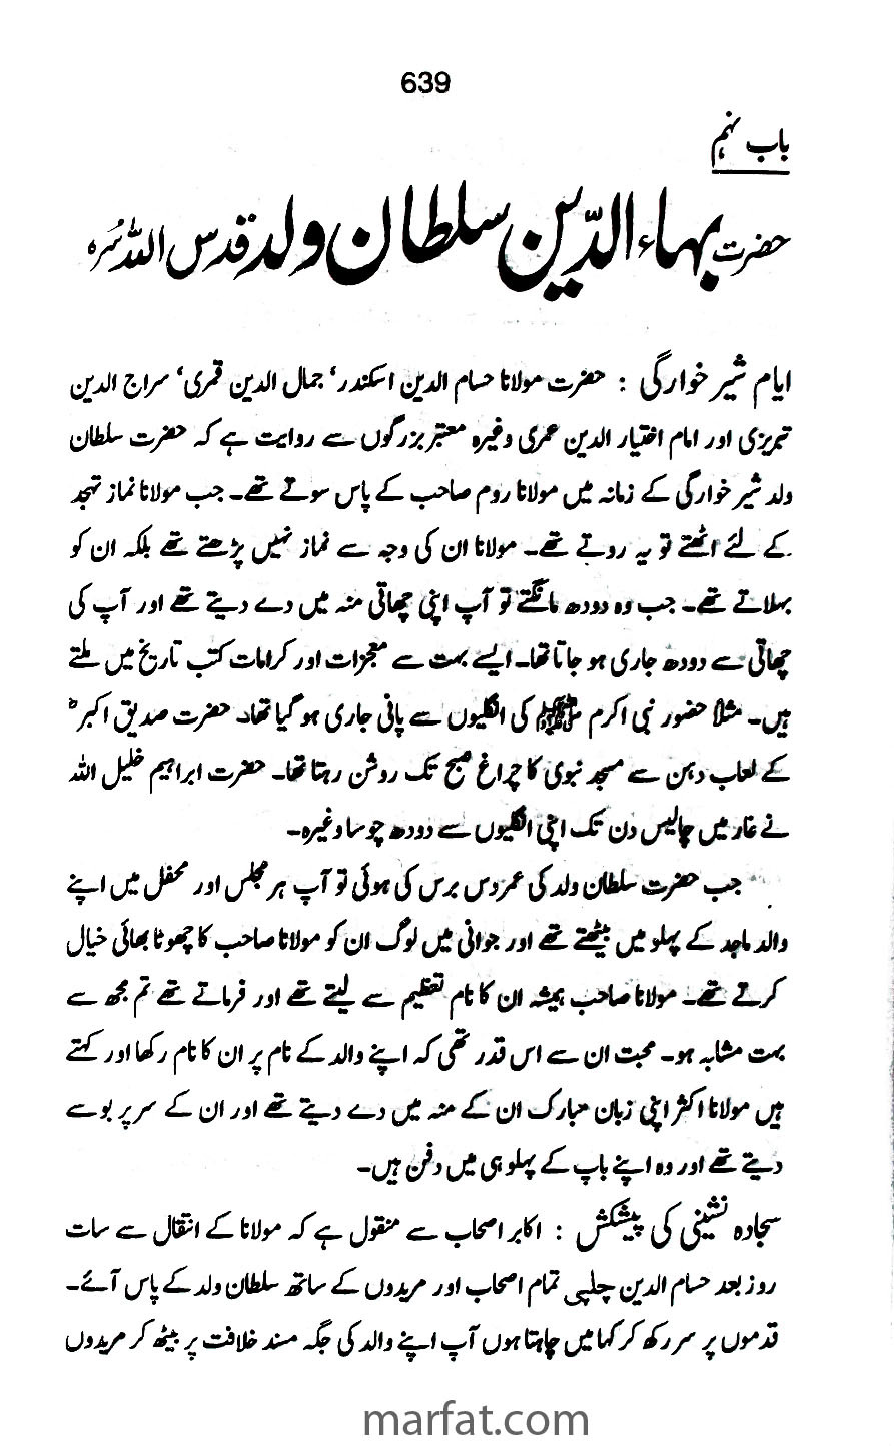 639
باب نہم
حضرت بہاء الدّین سلطان ولد قدس اللہ سرہ
ایام شیر خوارگی : حضرت مولانا حسام الدین اسکندر‘ جمال الدین قمری‘ سراج الدین
تبریزی اور امام اختیار الدین عمری وغیرہ معتبر بزرگوں سے روایت ہے کہ حضرت سلطان
ولد شیر خوارگی کے زمانہ میں مولانا روم صاحب کے پاس سوتے تھے۔ جب مولانا نماز تہجد
کے لئے اٹھتے تو یہ روتے تھے۔ مولانا ان کی وجہ سے نماز نہیں پڑھتے تھے بلکہ ان کو
بہلاتے تھے۔ جب وہ دودھ مانگتے تو آپ اپنی چھاتی منہ میں دے دیتے تھے اور آپ کی
چھاتی سے دودھ جاری ہو جاتا تھا۔ ایسے بہت سے معجزات اور کرامات کتب تاریخ میں ملتے
ہیں۔ مثلاً حضور نبی اکرم ﷺ کی انگلیوں سے پانی جاری ہو گیا تھا۔ حضرت صدیق اکبرؓ
کے لعاب دہن سے مسجد نبوی کا چراغ صبح تک روشن رہتا تھا۔ حضرت ابراہیم خلیل اللہ
نے غار میں چالیس دن تک اپنی انگلیوں سے دودھ چوسا وغیرہ۔
جب حضرت سلطان ولد کی عمر دس برس کی ہوئی تو آپ ہر مجلس اور محفل میں اپنے
والد ماجد کے پہلو میں بیٹھتے تھے اور جوانی میں لوگ ان کو مولانا صاحب کا چھوٹا بھائی خیال
کرتے تھے۔ مولانا صاحب ہمیشہ ان کا نام تعظیم سے لیتے تھے اور فرماتے تھے تم مجھ سے
بہت مشابہ ہو۔ محبت ان سے اس قدر تھی کہ اپنے والد کے نام پر ان کا نام رکھا اور کہتے
ہیں مولانا اکثر اپنی زبان مبارک ان کے منہ میں دے دیتے تھے اور ان کے سر پر بوسے
دیتے تھے اور وہ اپنے باپ کے پہلو ہی میں دفن ہیں۔
سجادہ نشینی کی پیشکش : اکابر اصحاب سے منقول ہے کہ مولانا کے انتقال سے سات
روز بعد حسام الدین چلپی تمام اصحاب اور مریدوں کے ساتھ سلطان ولد کے پاس آئے۔
قدموں پر سر رکھ کر کہا میں چاہتا ہوں آپ اپنے والد کی جگہ مسند خلافت پر بیٹھ کر مریدوں
marfat.com